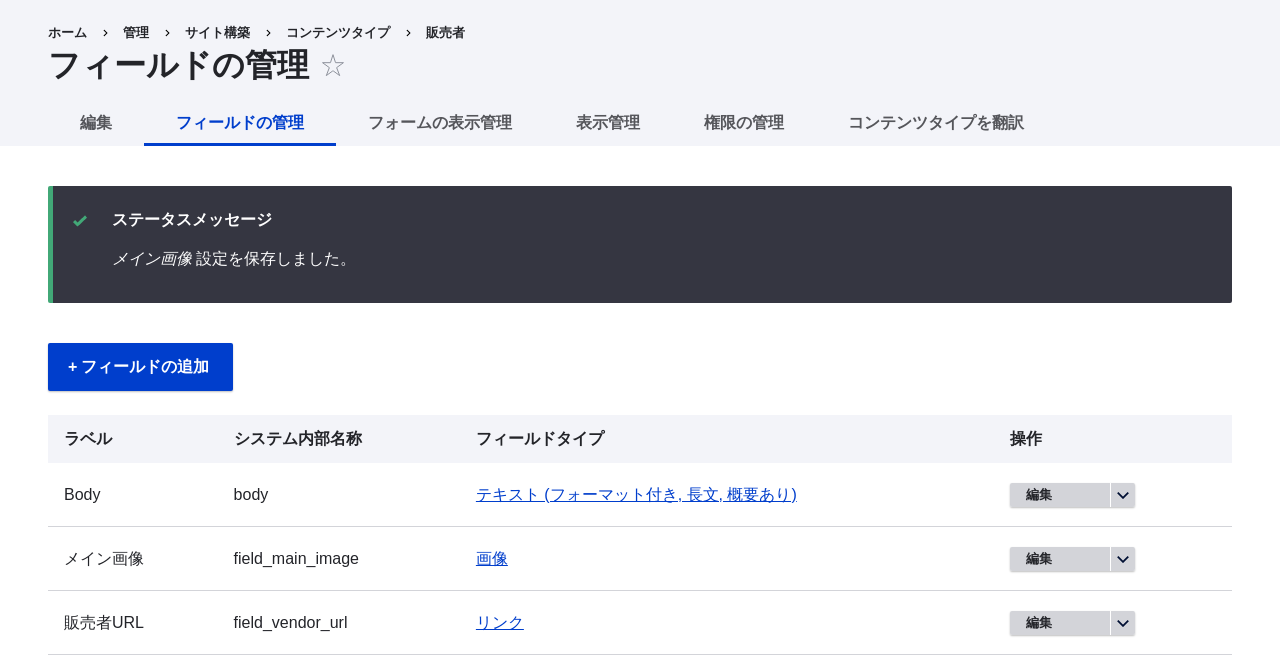 ホーム › 管理 › サイト構築 › コンテンツタイプ › 販売者
フィールドの管理
編集 フィールドの管理 フォームの表示管理 表示管理 権限の管理 コンテンツタイプを翻訳
ステータスメッセージ
メイン画像 設定を保存しました。
+ フィールドの追加
ラベル システム内部名称 フィールドタイプ 操作
Body body テキスト (フォーマット付き, 長文, 概要あり) 編集
メイン画像 field_main_image 画像 編集
販売者URL field_vendor_url リンク 編集